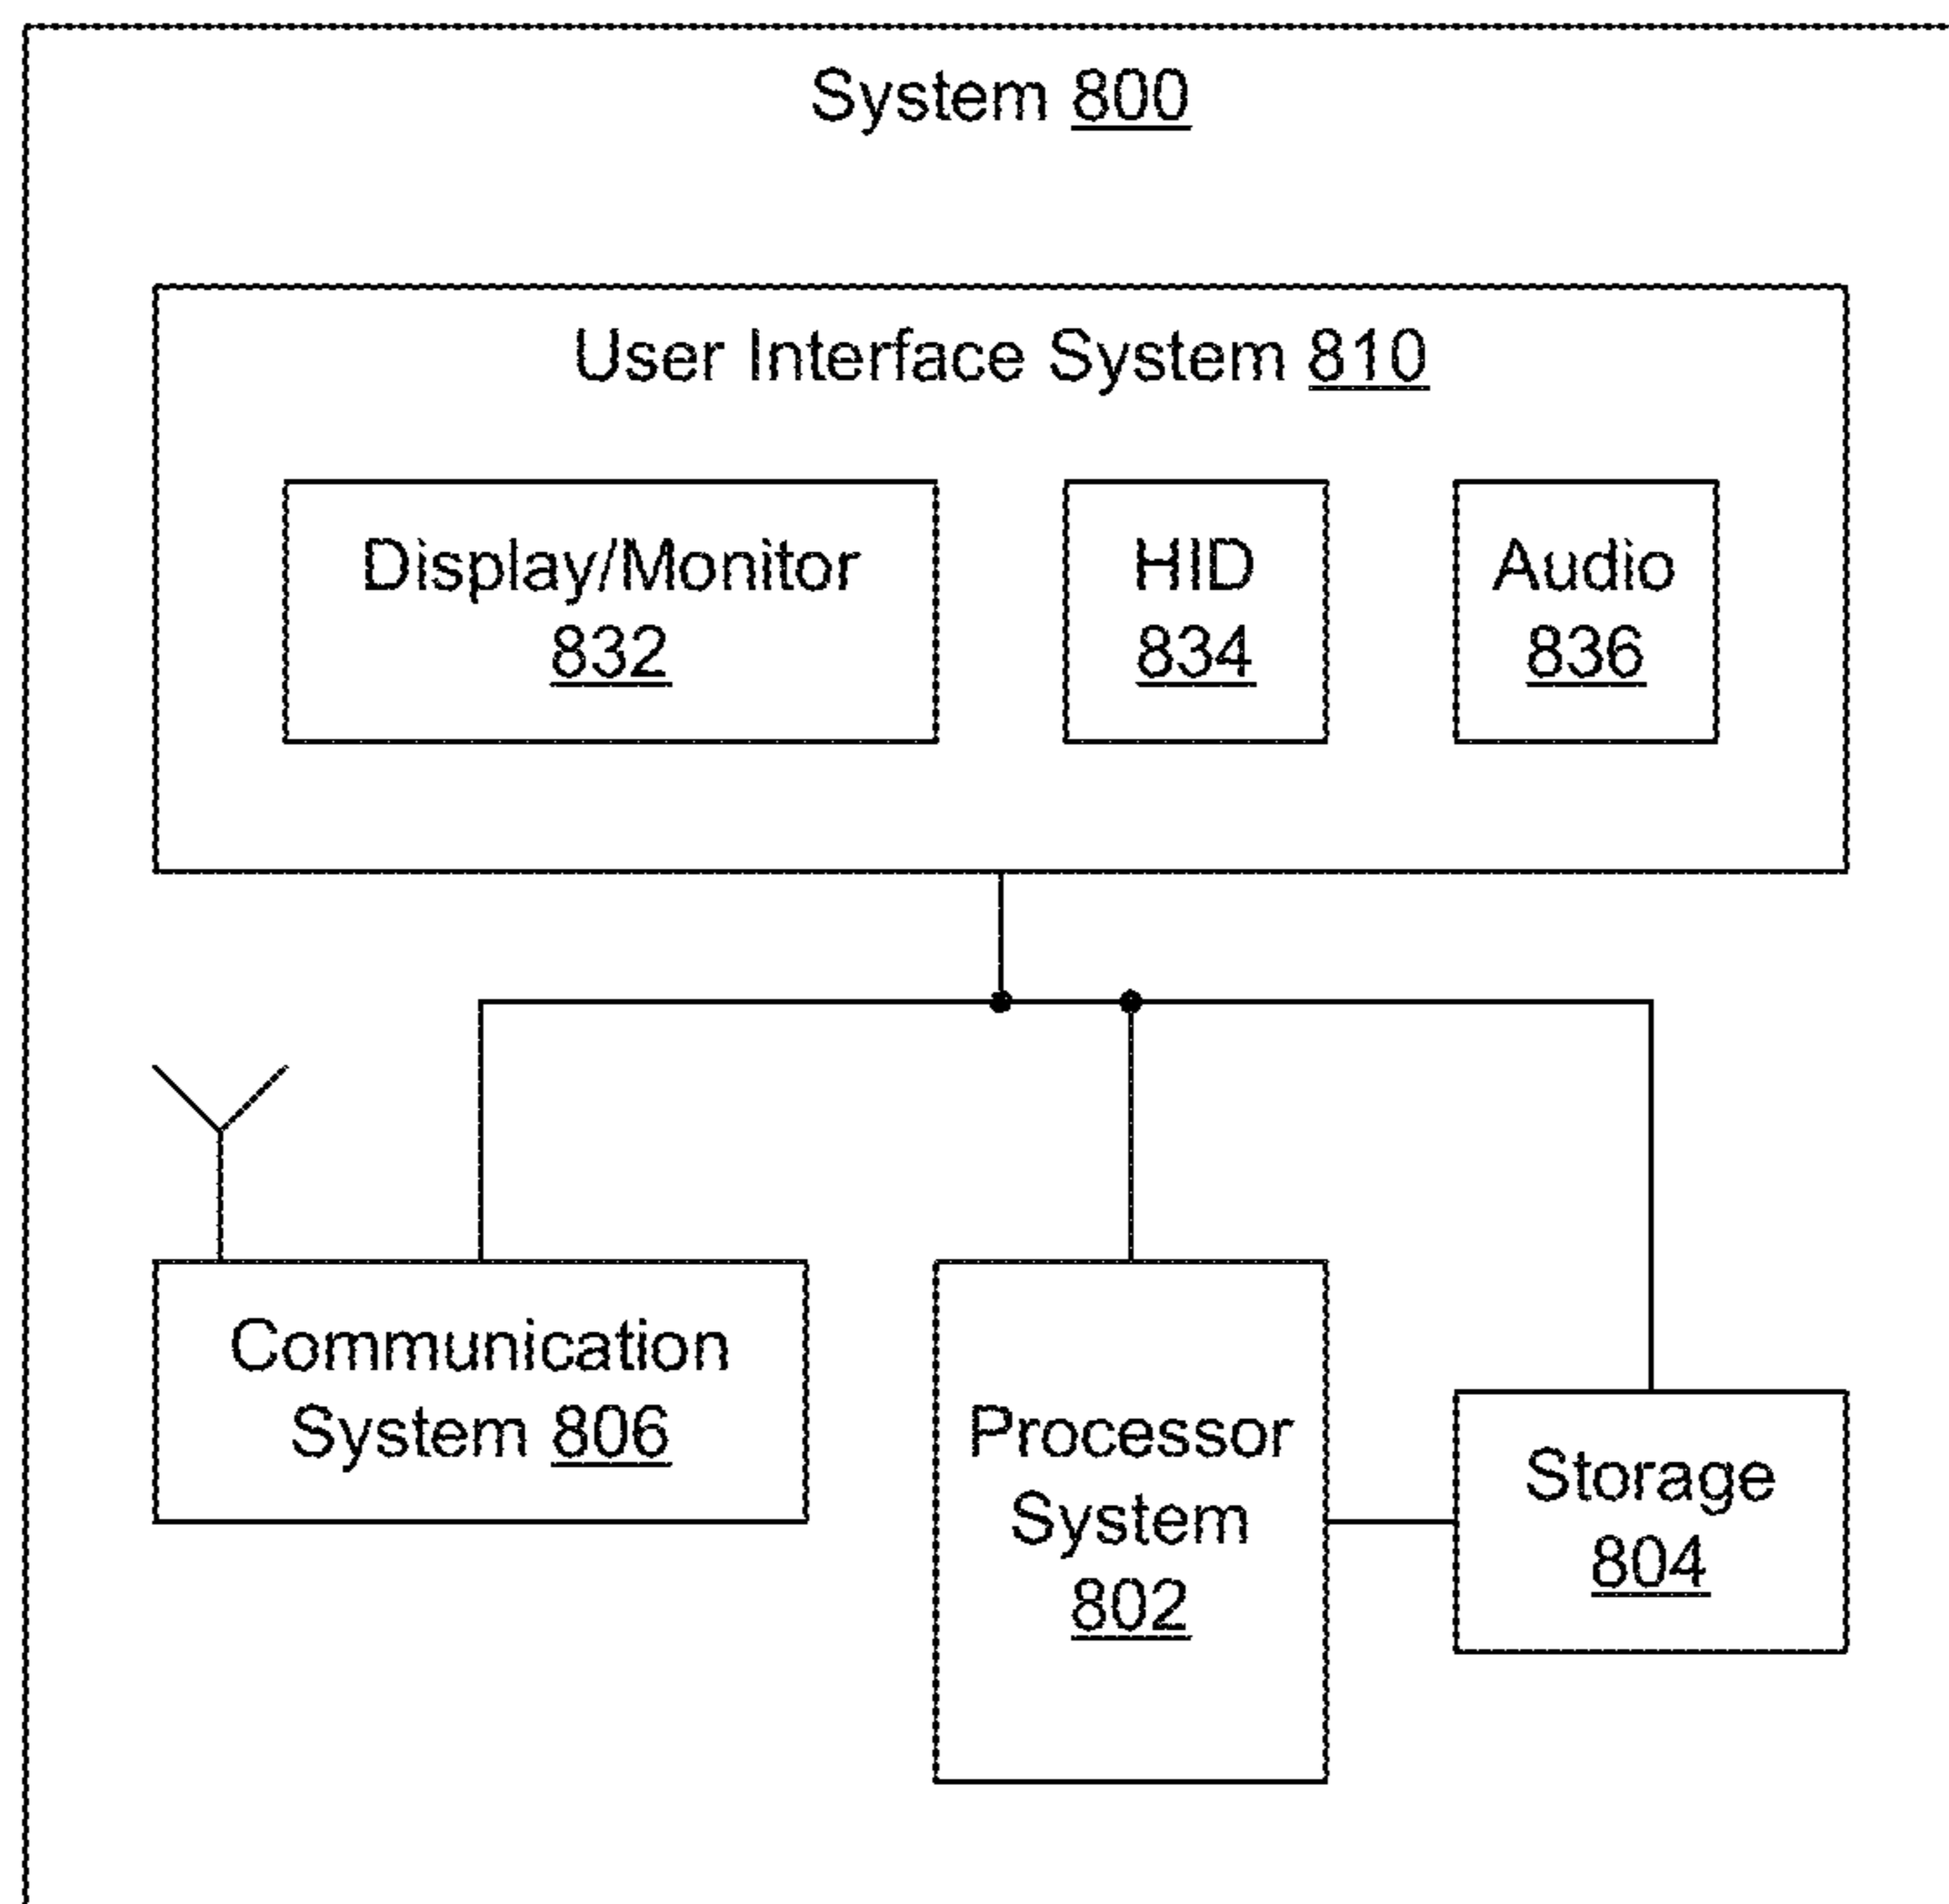 System 800
User Interface System 810
Display/Monitor
832
HID
834
Audio
836
Communication
System 806
Processor
System
802
Storage
804